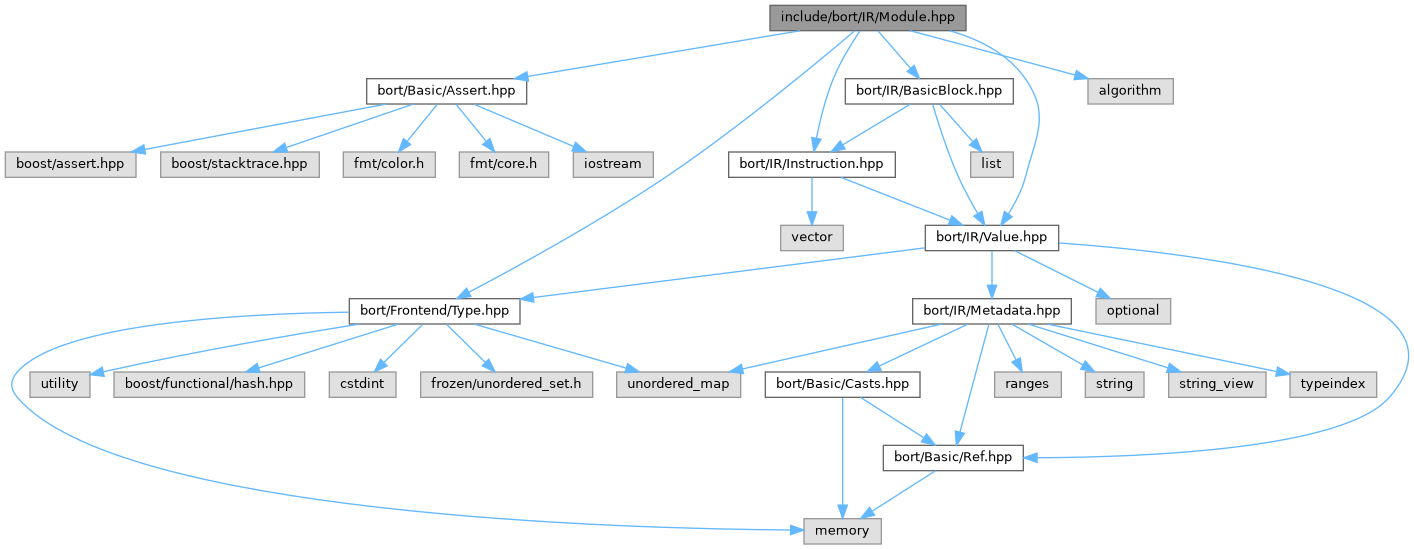 include/bort/IR/Module.hpp
bort/Basic/Assert.hpp
bort/IR/BasicBlock.hpp
algorithm
boost/assert.hpp
boost/stacktrace.hpp
fmt/color.h
fmt/core.h
iostream
bort/IR/Instruction.hpp
list
vector
bort/IR/Value.hpp
bort/Frontend/Type.hpp
bort/IR/Metadata.hpp
optional
utility
boost/functional/hash.hpp
cstdint
frozen/unordered_set.h
unordered_map
bort/Basic/Casts.hpp
ranges
string
string_view
typeindex
bort/Basic/Ref.hpp
memory